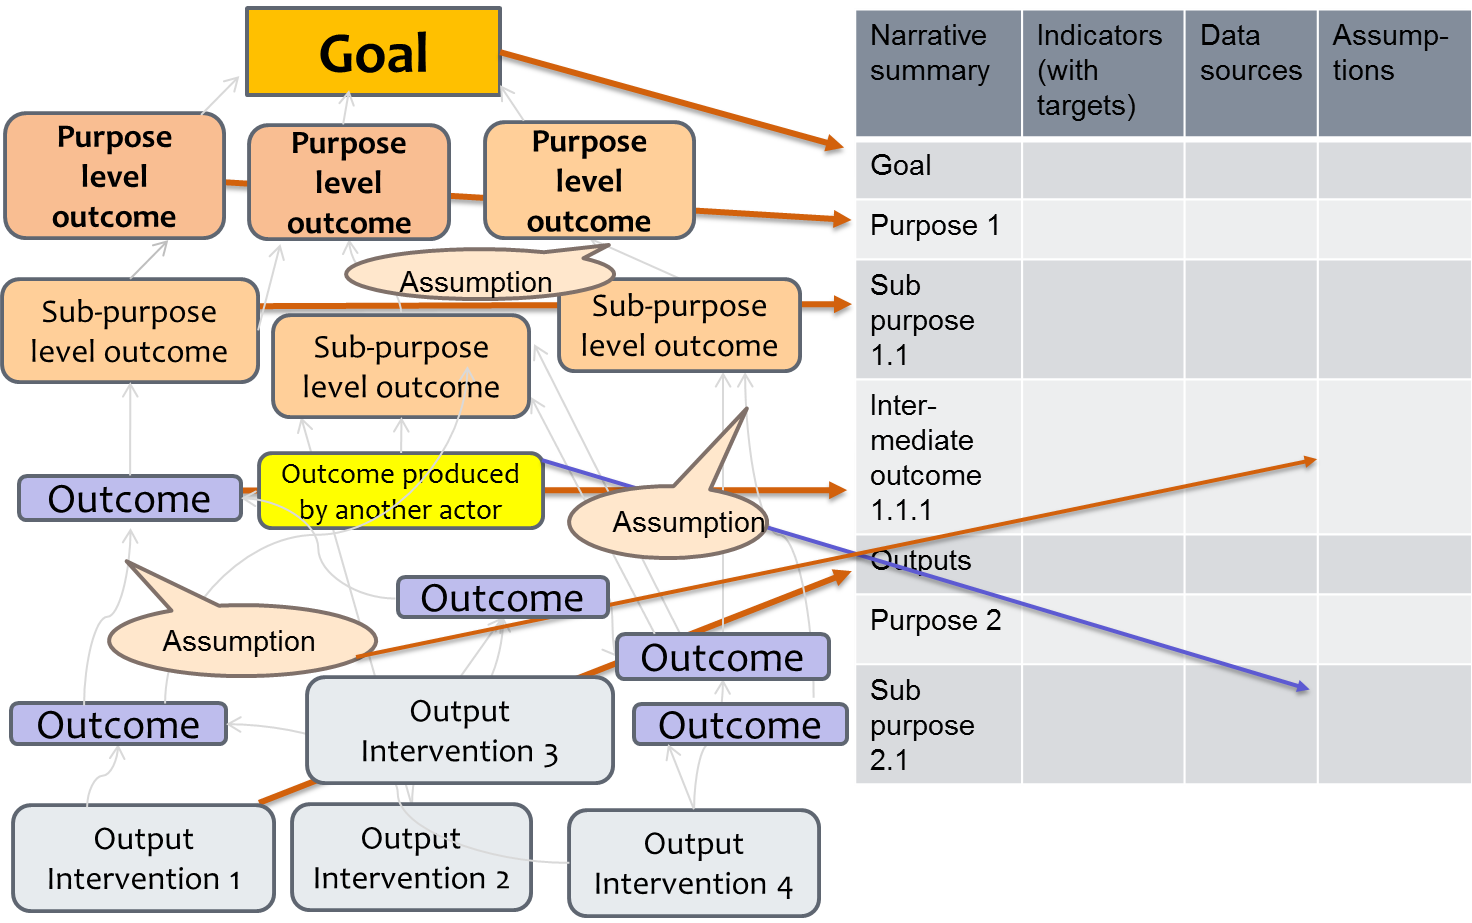 Goal
Purpose
level
outcome
Purpose
level
outcome
Purpose
level
outcome
Assumption
Sub-purpose
level outcome
Sub-purpose
level outcome
Sub-purpose
level outcome
Outcome
Outcome produced
by another actor
Assumption
Outcome
Assumption
Outcome
Outcome
Output
Intervention 3
Outcome
Output
Intervention 1
Output
Intervention 2
Output
Intervention 4
Narrative
summary
Indicators
(with
targets)
Data
sources
Assump-
tions
Goal
Purpose 1
Sub
purpose
1.1
Inter-
mediate
outcome
1.1.1
Outputs
Purpose 2
Sub
purpose
2.1